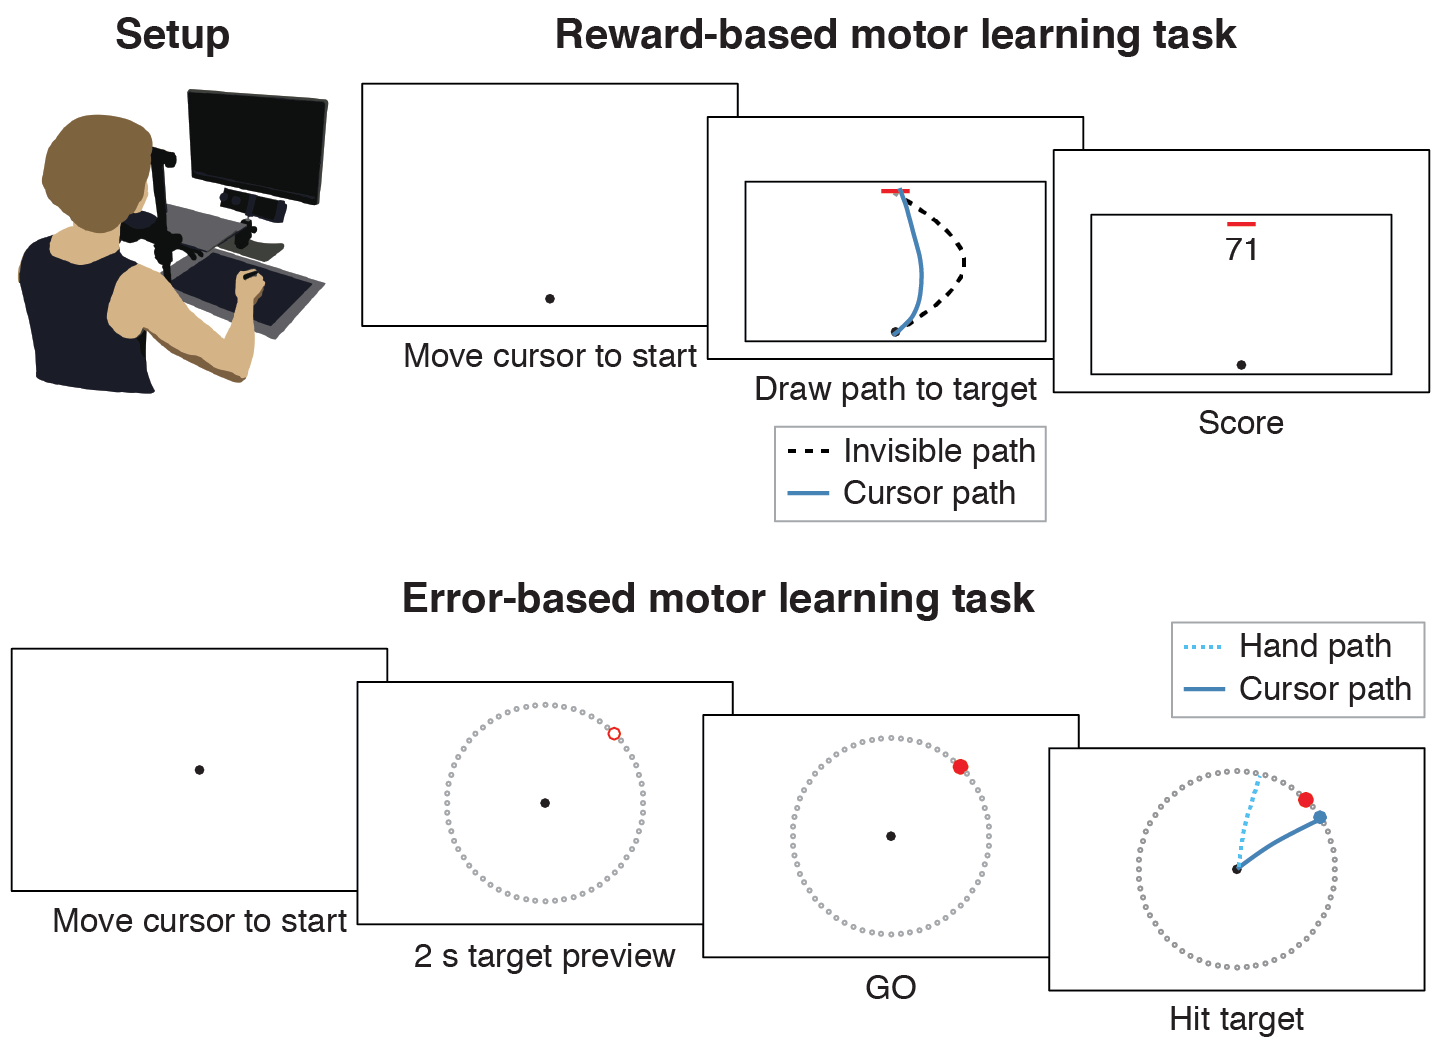 Setup
Reward-based motor learning task
Move cursor to start
Draw path to target
71
Score
Invisible path
Cursor path
Error-based motor learning task
Hand path
Cursor path
Move cursor to start
2 s target preview
GO
Hit target